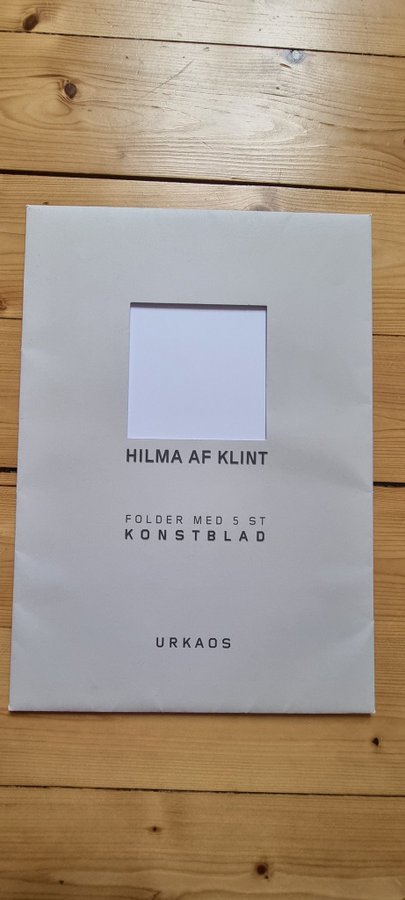 HILMA AF KLINT
FOLDER MED 5 ST
KONSTBLAD
URKAOS